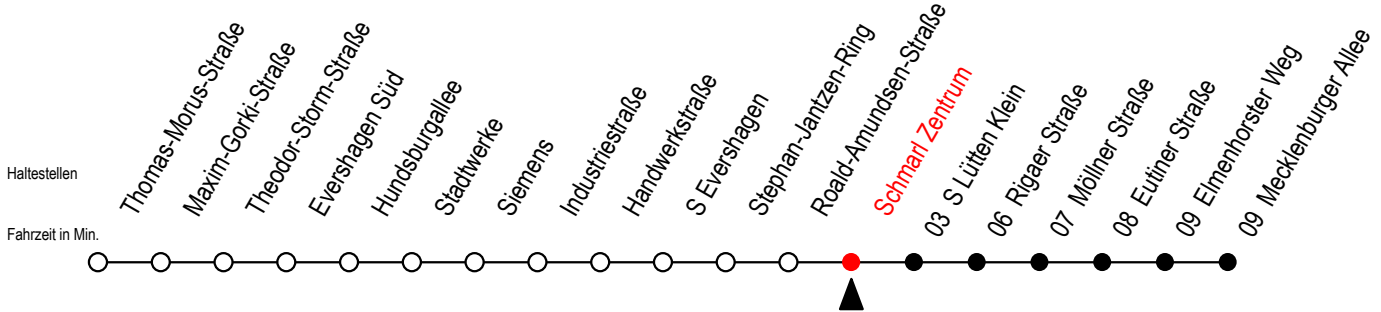 Haltestellen
Fahrzeit in Min.
Thomas-Morus-Straße
Maxim-Gorki-Straße
Theodor-Storm-Straße
Evershagen Süd
Hundsburgallee
Stadtwerke
Siemens
Industriestraße
Handwerkstraße
S Evershagen
Stephan-Jantzen-Ring
Roald-Amundsen-Straße
Schmarl Zentrum
03 S Lütten Klein
06 Rigaer Straße
07 Möllner Straße
08 Eutiner Straße
09 Elmenhorster Weg
09 Mecklenburger Allee